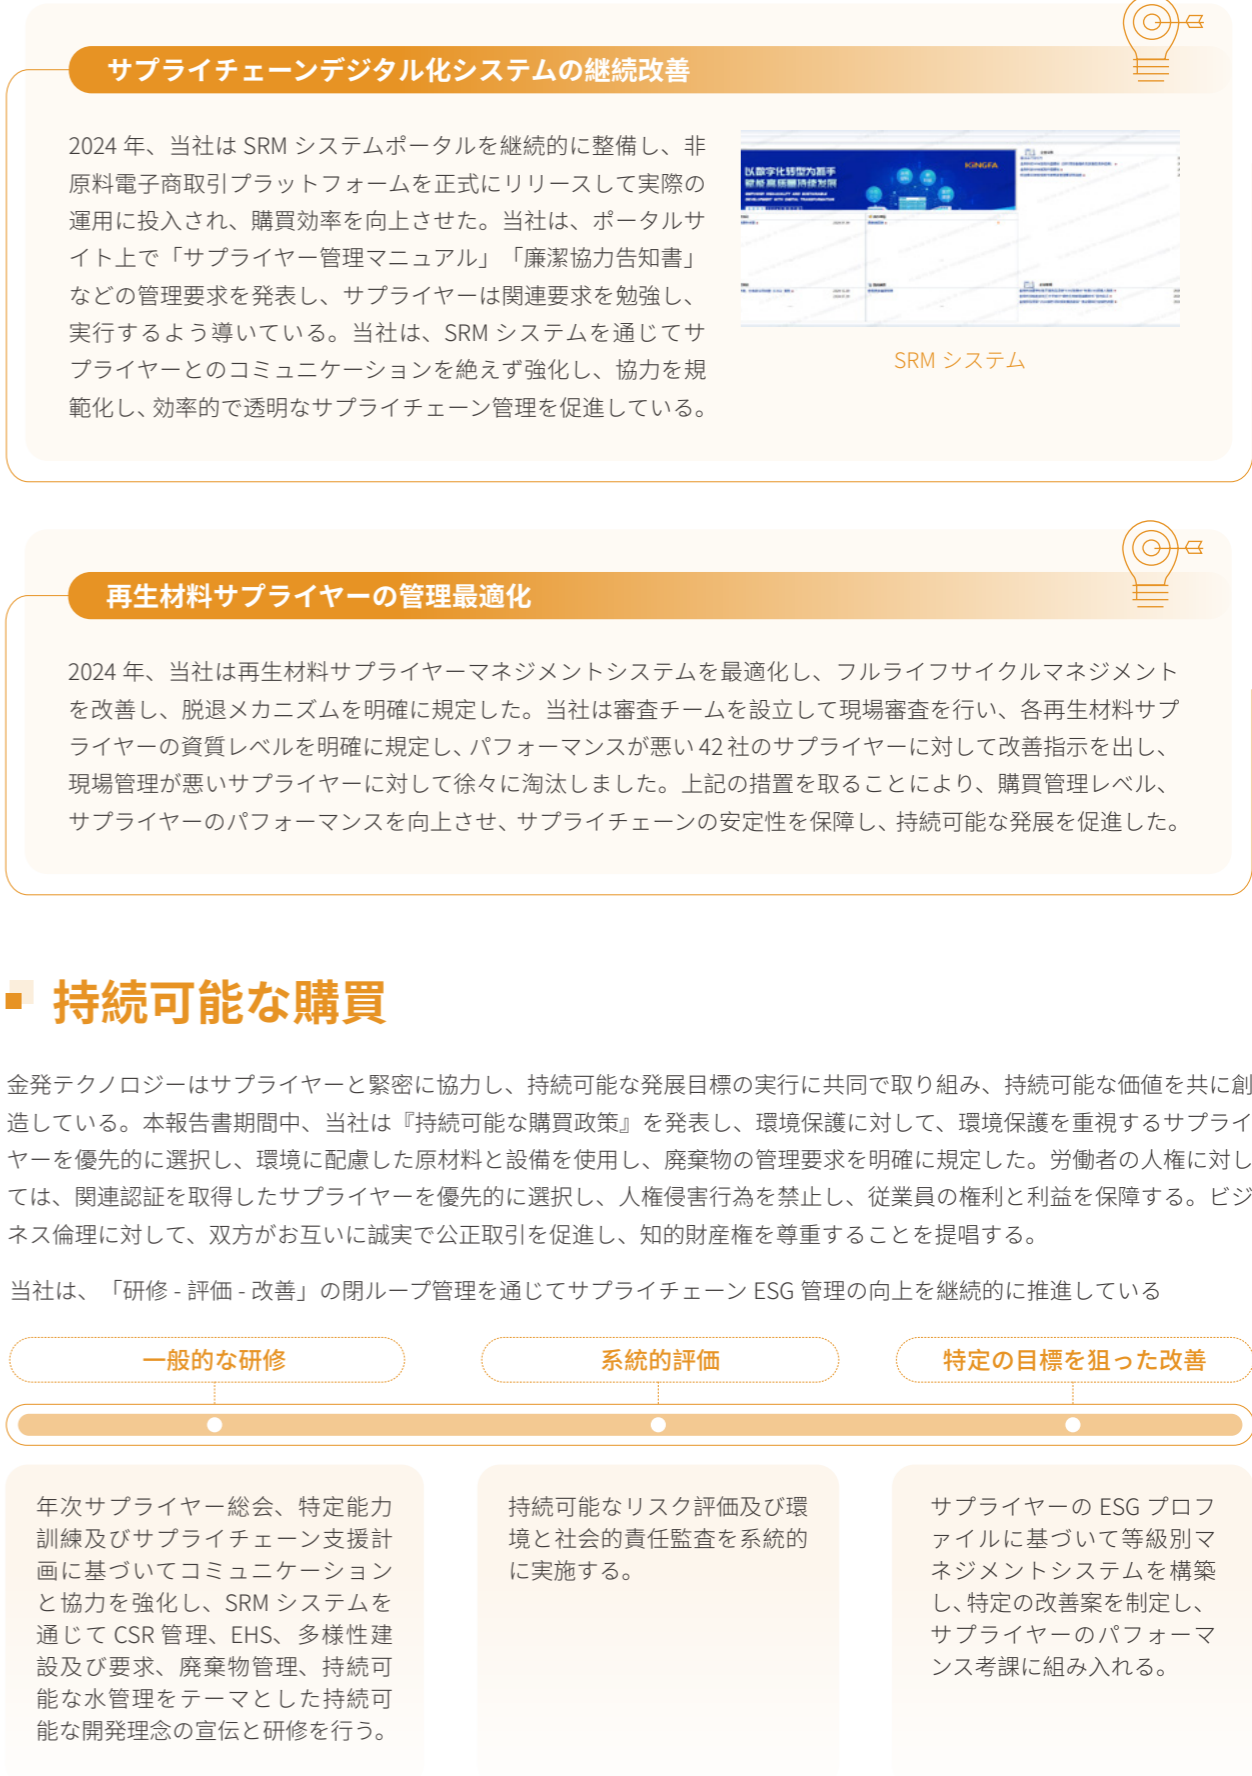 サプライチェーンデジタル化システムの継続改善
2024 年、当社は SRM システムポータルを継続的に整備し、非
原料電子商取引プラットフォームを正式にリリースして実際の
運用に投入され、購買効率を向上させた。当社は、ポータルサ
イト上で「サプライヤー管理マニュアル」「廉潔協力告知書」
などの管理要求を発表し、サプライヤーは関連要求を勉強し、
実行するよう導いている。当社は、SRM システムを通じてサ
プライヤーとのコミュニケーションを絶えず強化し、協力を規
範化し、効率的で透明なサプライチェーン管理を促進している。
以数字化转型为抓手
赋能高质量持续发展
KINGFA
SRM システム
再生材料サプライヤーの管理最適化
2024 年、当社は再生材料サプライヤーマネジメントシステムを最適化し、フルライフサイクルマネジメント
を改善し、脱退メカニズムを明確に規定した。当社は審査チームを設立して現場審査を行い、各再生材料サプ
ライヤーの資質レベルを明確に規定し、パフォーマンスが悪い 42 社のサプライヤーに対して改善指示を出し、
現場管理が悪いサプライヤーに対して徐々に淘汰しました。上記の措置を取ることにより、購買管理レベル、
サプライヤーのパフォーマンスを向上させ、サプライチェーンの安定性を保障し、持続可能な発展を促進した。
持続可能な購買
金発テクノロジーはサプライヤーと緊密に協力し、持続可能な発展目標の実行に共同で取り組み、持続可能な価値を共に創
造している。本報告書期間中、当社は『持続可能な購買政策』を発表し、環境保護に対して、環境保護を重視するサプライ
ヤーを優先的に選択し、環境に配慮した原材料と設備を使用し、廃棄物の管理要求を明確に規定した。労働者の人権に対し
ては、関連認証を取得したサプライヤーを優先的に選択し、人権侵害行為を禁止し、従業員の権利と利益を保障する。ビジ
ネス倫理に対して、双方がお互いに誠実で公正取引を促進し、知的財産権を尊重することを提唱する。
当社は、「研修 - 評価 - 改善」の閉ループ管理を通じてサプライチェーン ESG 管理の向上を継続的に推進している
一般的な研修
系統的評価
特定の目標を狙った改善
年次サプライヤー総会、特定能力
訓練及びサプライチェーン支援計
画に基づいてコミュニケーション
と協力を強化し、SRM システムを
通じて CSR 管理、EHS、多様性建
設及び要求、廃棄物管理、持続可
能な水管理をテーマとした持続可
能な開発理念の宣伝と研修を行う。
持続可能なリスク評価及び環
境と社会的責任監査を系統的
に実施する。
サプライヤーの ESG プロフ
ァイルに基づいて等級別マ
ネジメントシステムを構築
し、特定の改善案を制定し、
サプライヤーのパフォーマ
ンス考課に組み入れる。